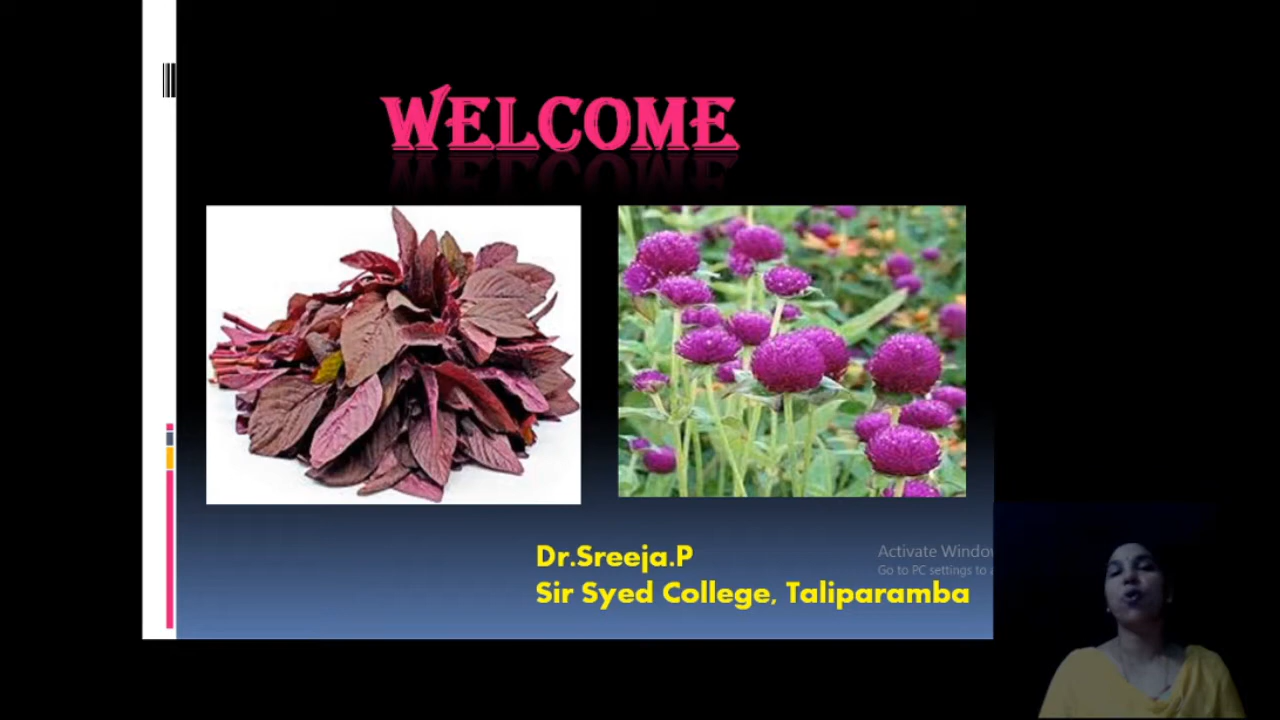 WELCOME
Dr.Sreeja.P
Sir Syed College, Taliparamba
Activate Windo
Go to PC settings to